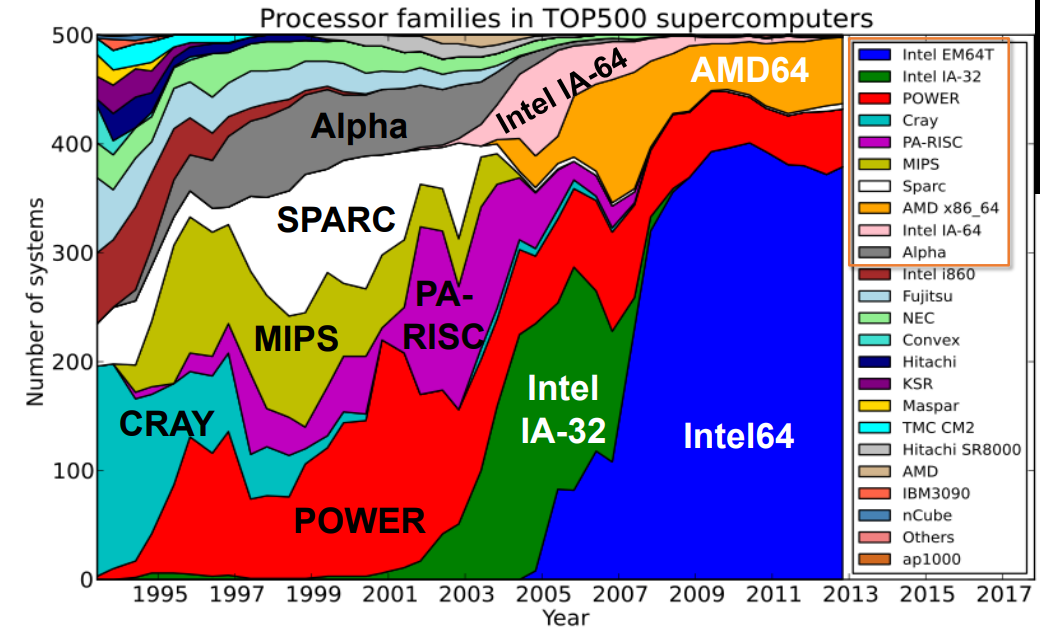 Processor families in TOP500 supercomputers
500
400
300
200
100
0
Number of systems
1995
1997
1999
2001
2003
2005
2007
2009
2011
2013
2015
2017
Year
Alpha
Intel IA-64
AMD64
SPARC
MIPS
PA-
RISC
CRAY
POWER
Intel
IA-32
Intel64
Intel EM64T
Intel IA-32
POWER
Cray
PA-RISC
MIPS
Sparc
AMD x86_64
Intel IA-64
Alpha
Intel i860
Fujitsu
NEC
Convex
Hitachi
KSR
Maspar
TMC CM2
Hitachi SR8000
AMD
IBM3090
nCube
Others
ap1000